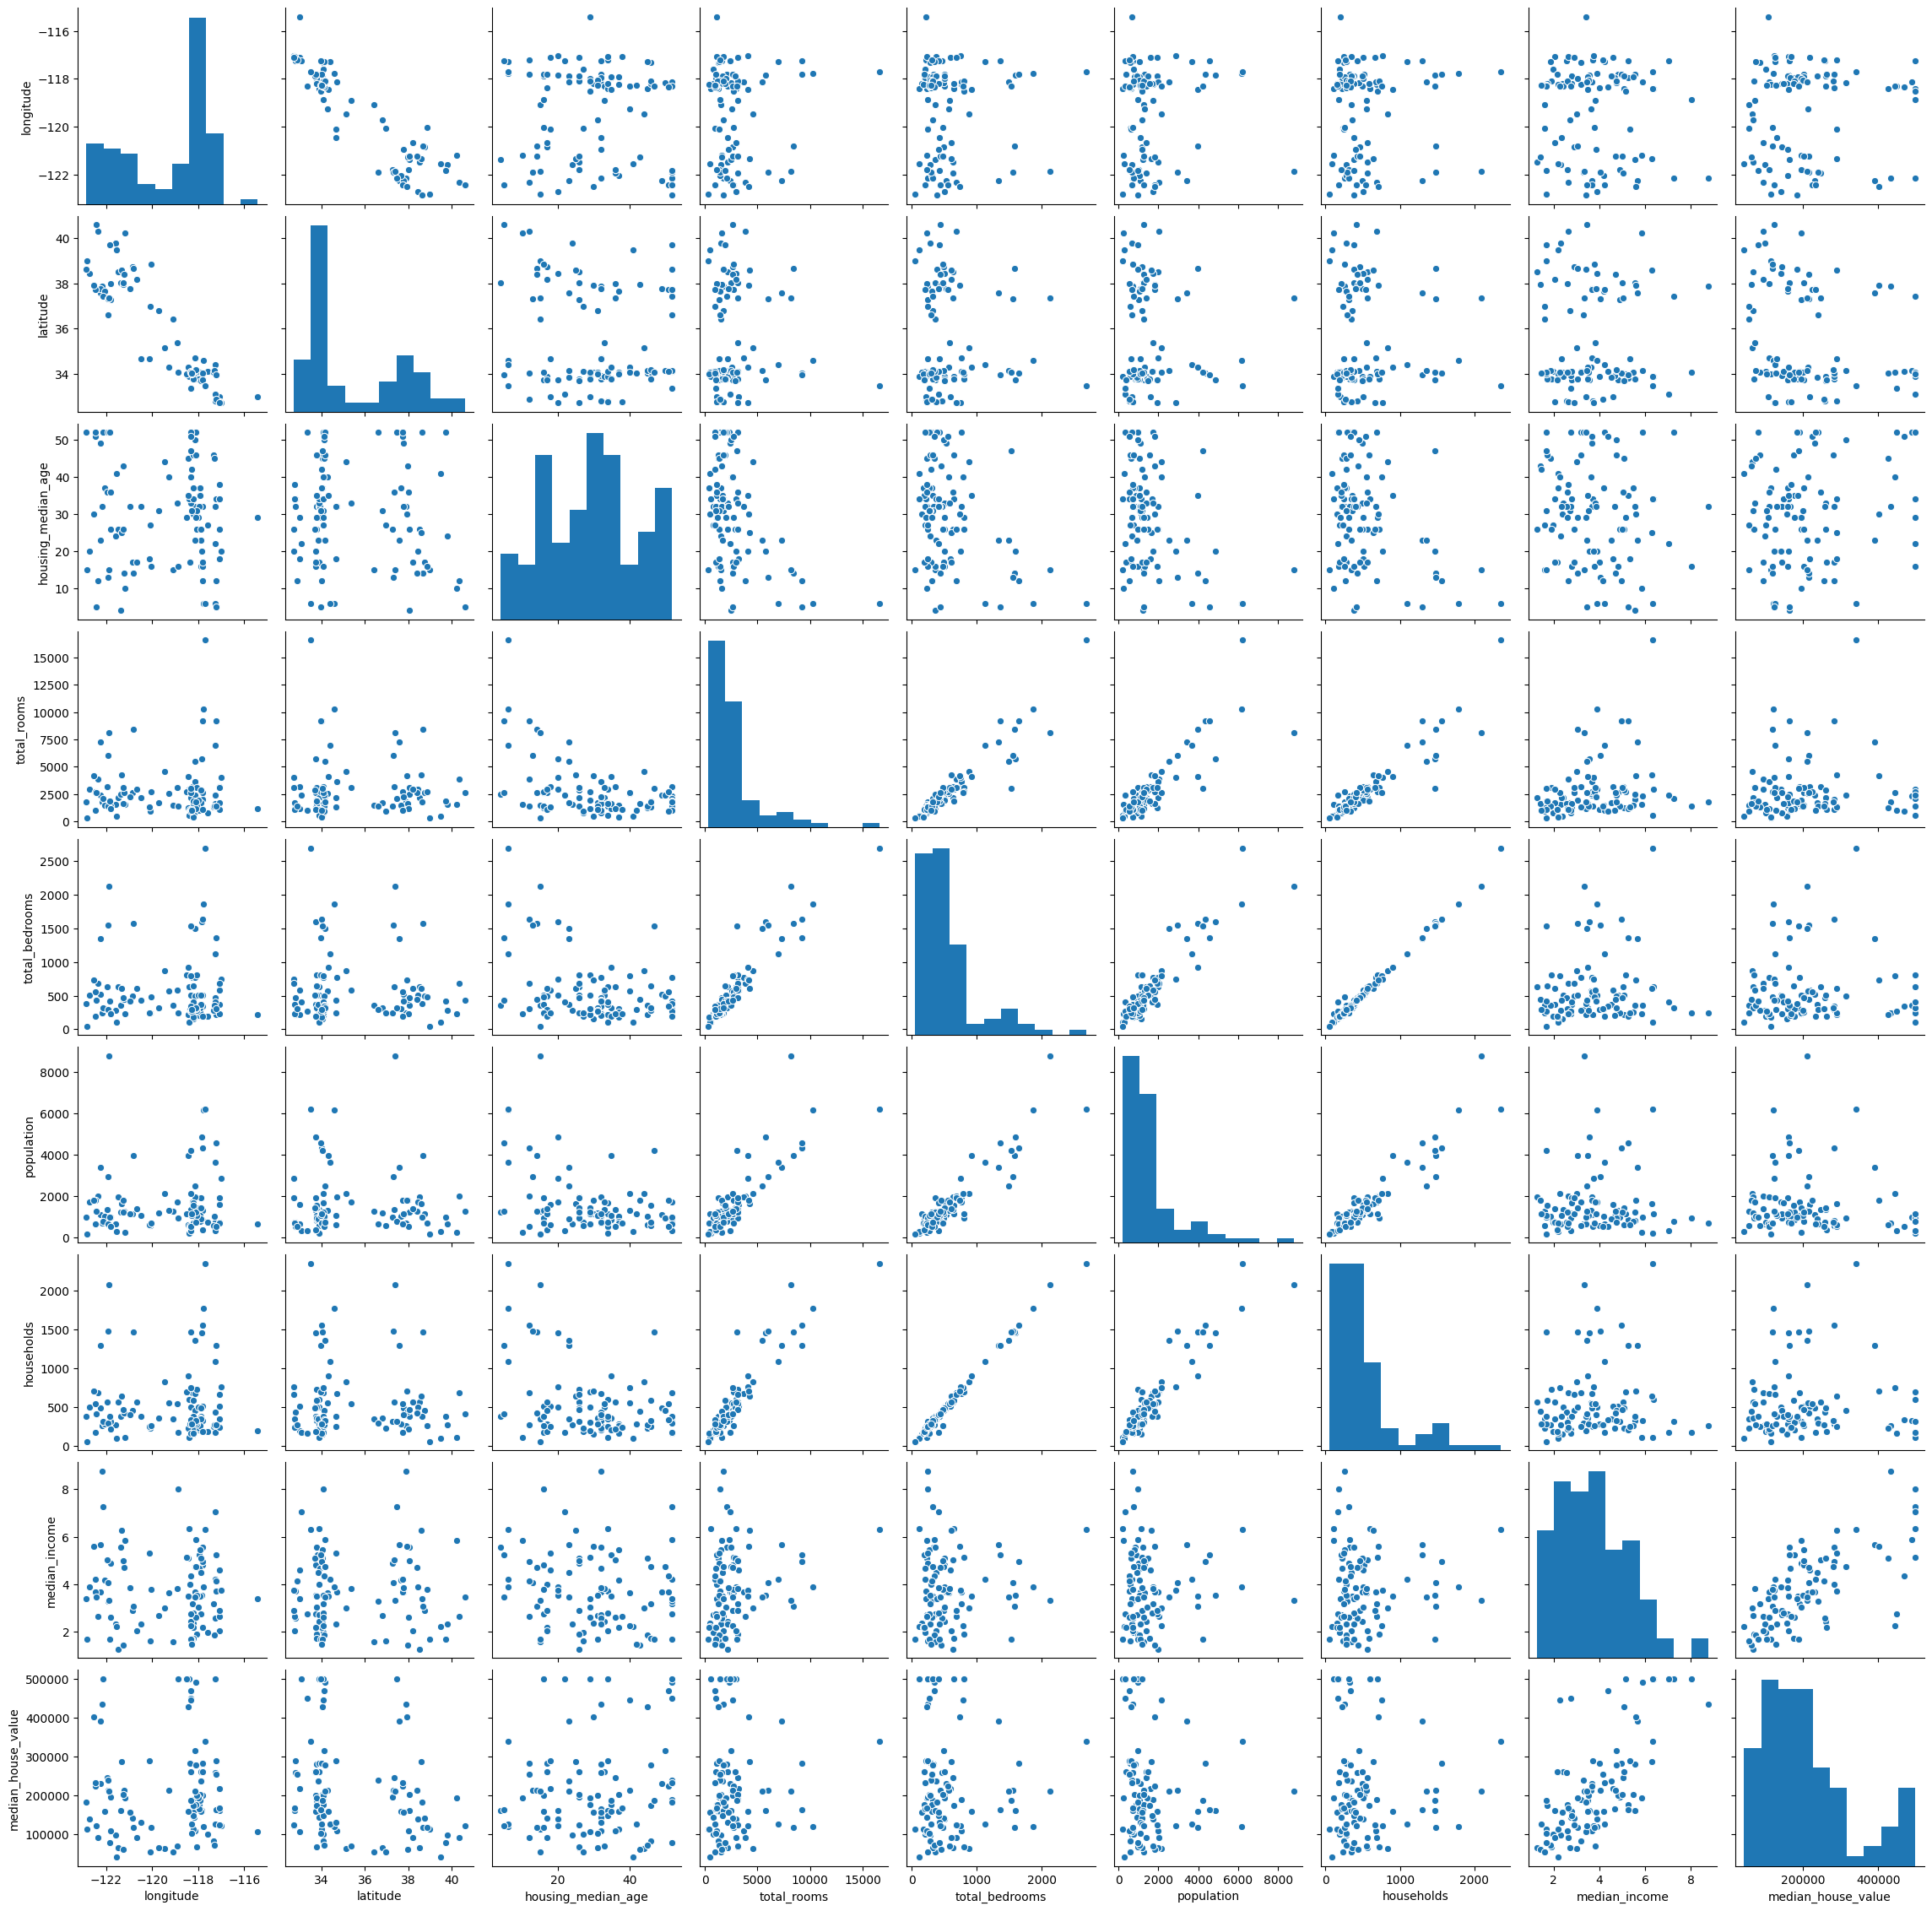 −116
−118
−120
−122
longitude
40
38
36
34
latitude
50
40
30
20
10
housing_median_age
15000
12500
10000
7500
5000
2500
0
total_rooms
2500
2000
1500
1000
500
0
total_bedrooms
8000
6000
4000
2000
0
population
2000
1500
1000
500
0
households
8
6
4
2
median_income
500000
400000
300000
200000
100000
median_house_value
−122 −120 −118 −116
34 36 38 40
20 40
0 5000 10000 15000
0 1000 2000
0 2000 4000 6000 8000
0 1000 2000
2 4 6 8
200000 400000
longitude latitude housing_median_age total_rooms total_bedrooms population households median_income median_house_value